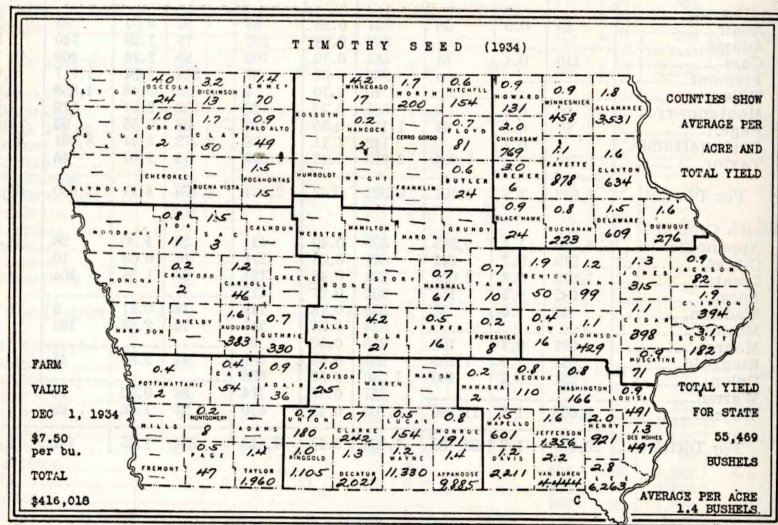 TIMOTHY SEED (1934)
COUNTIES SHOW
AVERAGE PER
ACRE AND
TOTAL YIELD
LYON —
OSCEOLA 4.0 24
DICKINSON 3.2 13
EMMET 1.4 70
WINNEBAGO 4.2 17
WORTH 1.7 200
MITCHELL 0.6 154
HOWARD 0.9 131
WINNESHIEK 0.9 458
ALLAMAKEE 1.8 3531
O'BRIEN 1.0 2
CLAY 1.7 50
PALO ALTO 0.9 49
KOSSUTH —
HANCOCK 0.2 2
CERRO GORDO —
FLOYD 0.7 81
CHICKASAW 2.0 769
FAYETTE 1.1 878
CLAYTON 1.6 634
PLYMOUTH —
CHEROKEE —
BUENA VISTA —
POCAHONTAS 1.5 15
HUMBOLDT —
WRIGHT —
FRANKLIN —
BUTLER 0.6 24
BREMER 3.0 6
BLACK HAWK 0.9 24
BUCHANAN 0.8 223
DELAWARE 1.5 609
DUBUQUE 1.6 276
WOODBURY —
IDA 0.8 11
SAC 1.5 3
CALHOUN —
WEBSTER —
HAMILTON —
HARDIN —
GRUNDY —
MONONA —
CRAWFORD 0.2 2
CARROLL 1.2 46
GREENE —
BOONE —
STORY —
MARSHALL 0.7 61
TAMA 0.7 10
BENTON 1.9 50
LINN 1.2 99
JONES 1.3 315
JACKSON 0.9 82
CLINTON 1.9 394
HARRISON —
SHELBY —
AUDUBON 1.6 383
GUTHRIE 0.7 330
DALLAS —
POLK 4.2 21
JASPER 0.5 16
POWESHIEK 0.2 8
IOWA 0.4 16
JOHNSON 1.1 429
CEDAR 1.1 398
SCOTT 3.1 182
MUSCATINE 0.9 71
POTTAWATTAMIE 0.4 2
CASS 0.4 54
ADAIR 0.9 36
MADISON 1.0 25
WARREN —
MARION —
MAHASKA 0.2 2
KEOKUK 0.8 110
WASHINGTON 0.8 166
LOUISA 0.9 491
MILLS —
MONTGOMERY 0.2 8
ADAMS —
UNION 0.7 180
CLARKE 0.7 242
LUCAS 0.5 154
MONROE 0.8 191
WAPELLO 1.5 601
JEFFERSON 1.6 1.356
HENRY 2.0 921
DES MOINES 1.3 497
FREMONT —
PAGE 0.5 47
TAYLOR 1.4 1.960
RINGGOLD 1.0 1.105
DECATUR 1.3 2.021
WAYNE 1.2 11.330
APPANOOSE 1.4 9.885
DAVIS 1.2 2.211
VAN BUREN 2.2 4.444
LEE 2.8 6.263
FARM
VALUE
DEC 1, 1934
$7.50
per bu.
TOTAL
$416,018
TOTAL YIELD
FOR STATE
55,469
BUSHELS
AVERAGE PER ACRE
1.4 BUSHELS.
C